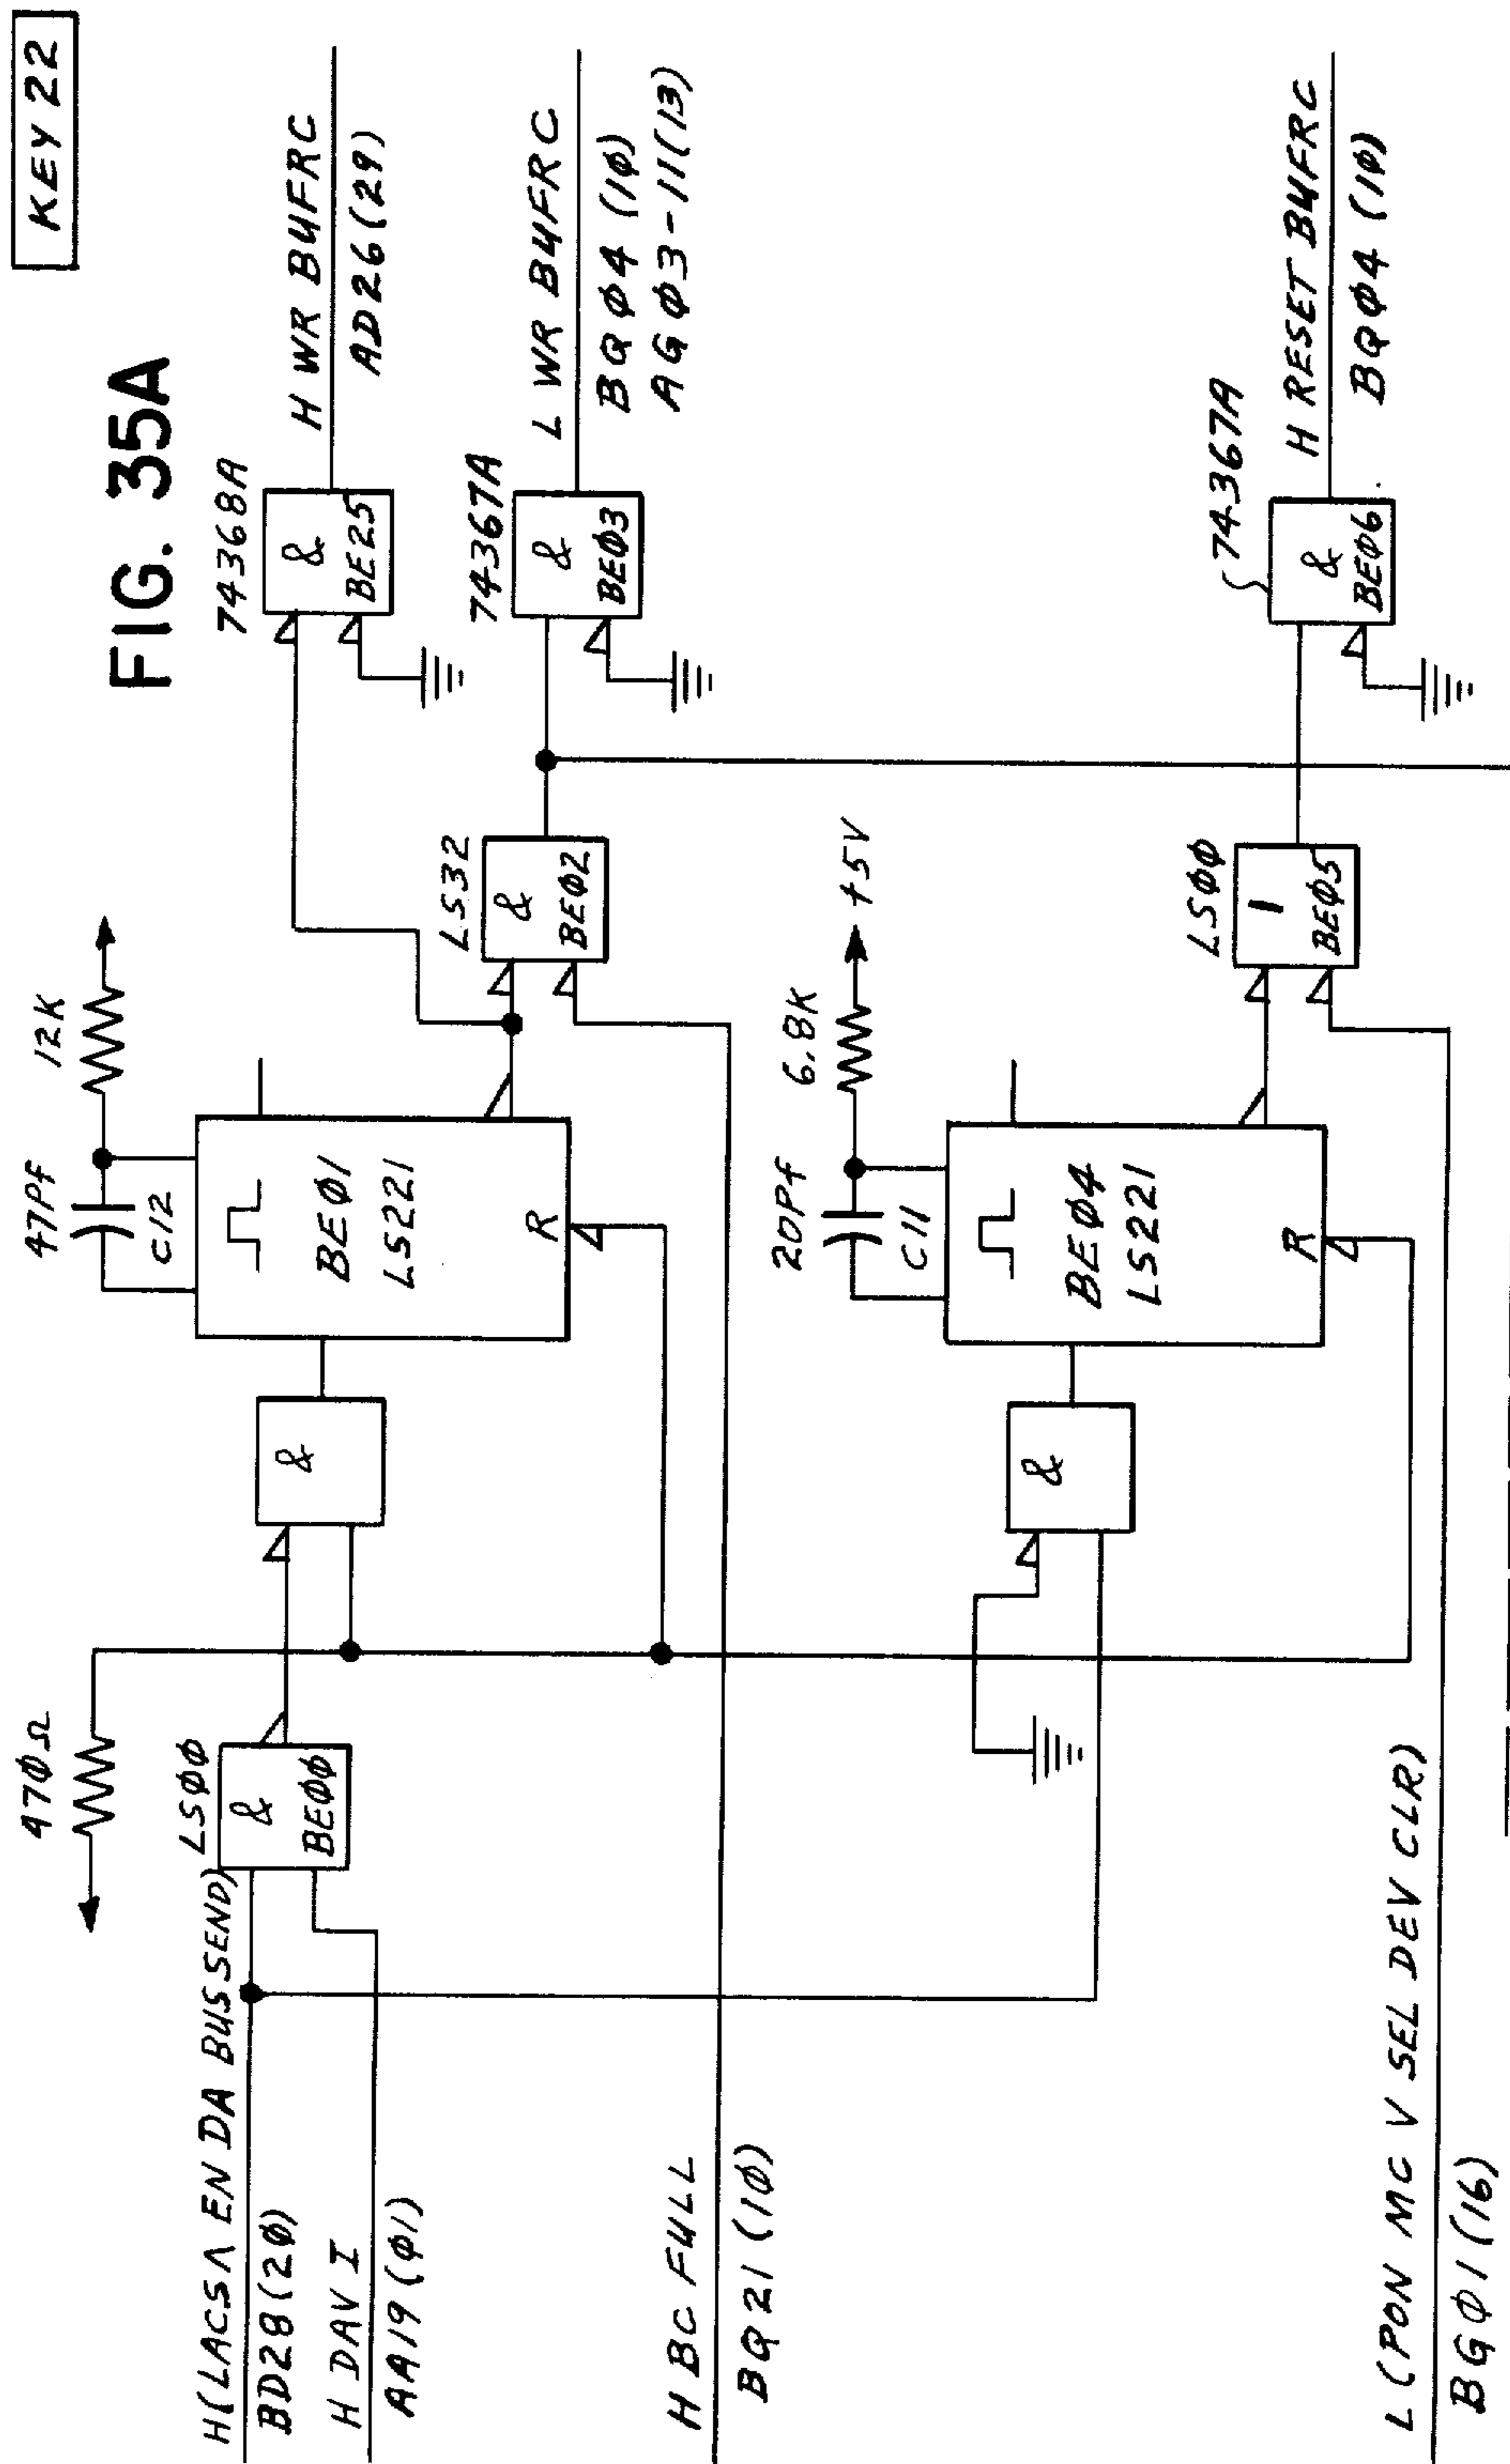 KEY 22
FIG. 35A
47φΩ
47Pf
12K
C12
74368A
H WR BUFRC
AD26(29)
&
BE25
H(LACSΛ EN DA BUSSEND)
BD28(2φ)
LSφφ
&
BEφφ
&
BEφ1
LS221
R
LS32
&
BEφ2
74367A
&
BEφ3
L WR BUFRC
BQφ4(1φ)
AGφ3-11(13)
H DAV I
AA19(φ1)
H BC FULL
BQ21(1φ)
20Pf
6.8K
+5V
C11
&
BEφ4
LS221
R
LSφφ
1
BEφ5
74367A
&
BEφ6
H RESET BUFRC
BQφ4(1φ)
L(PON MC V SEL DEV CLR)
BGφ1(16)